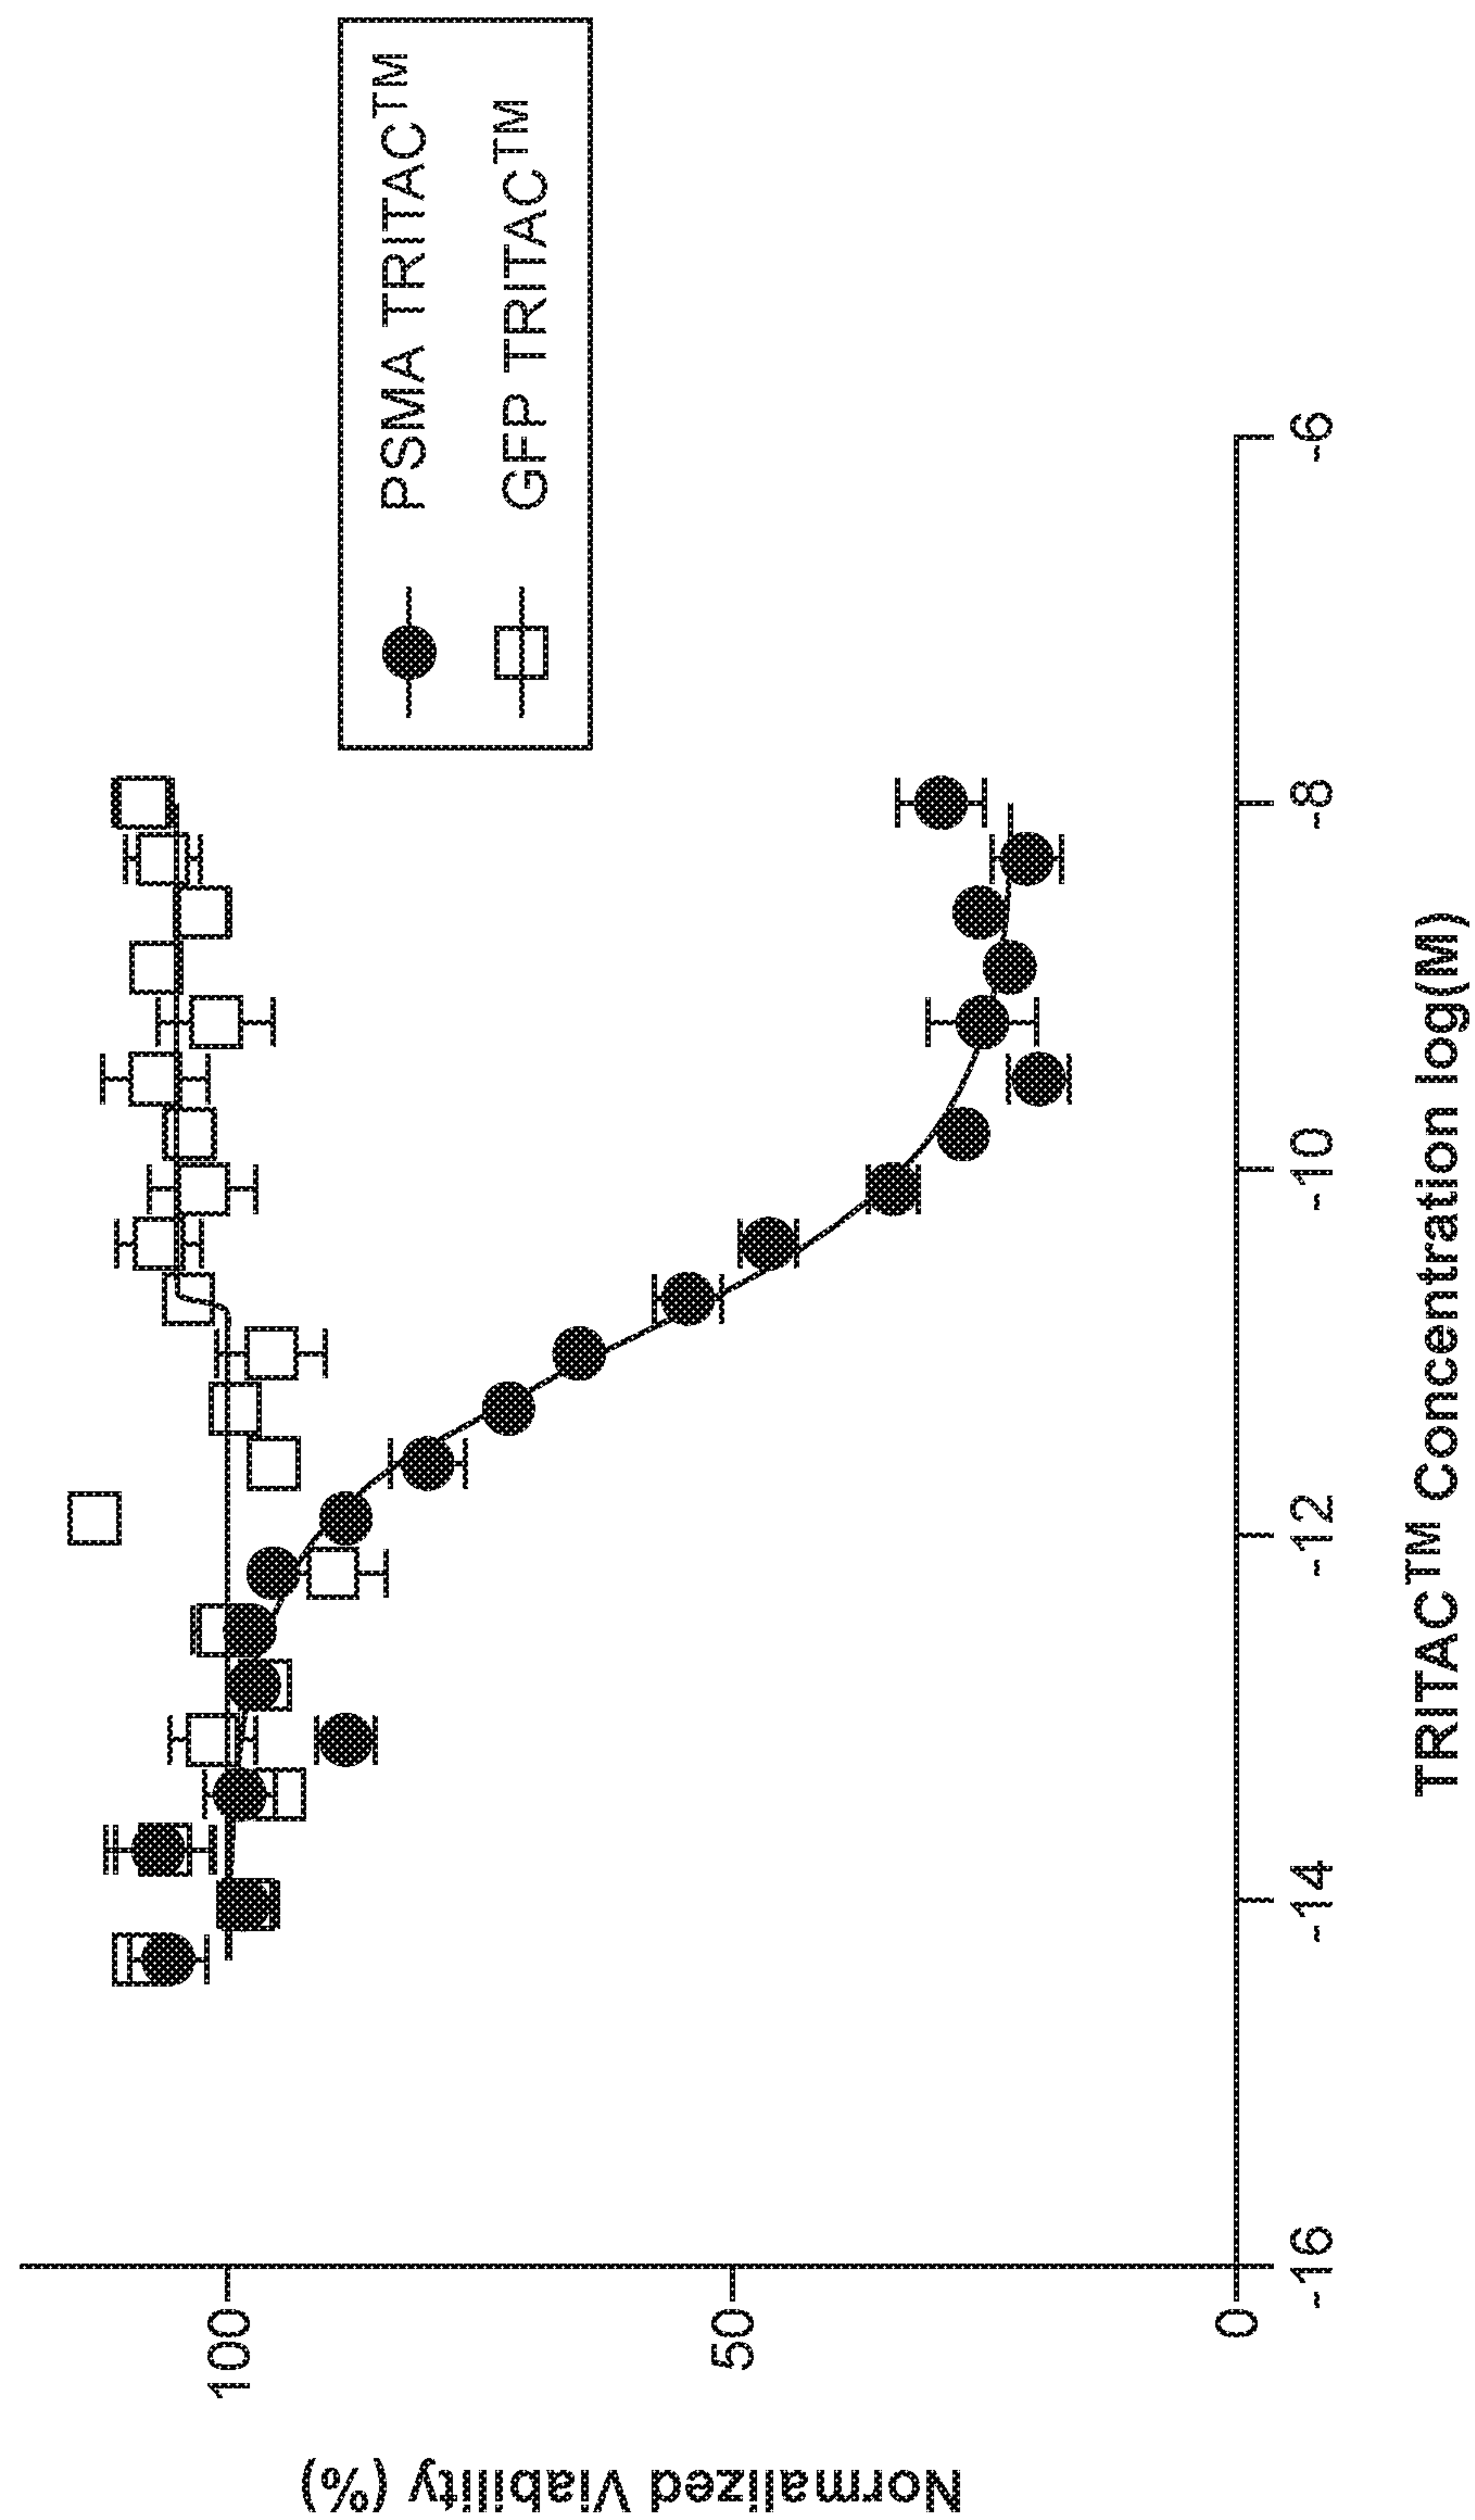 Normalized Viability (%)
100
50
0
PSMA TRITAC™
GFP TRITAC™
-16
-14
-12
-10
-8
-6
TRITAC™ Concentration log(M)